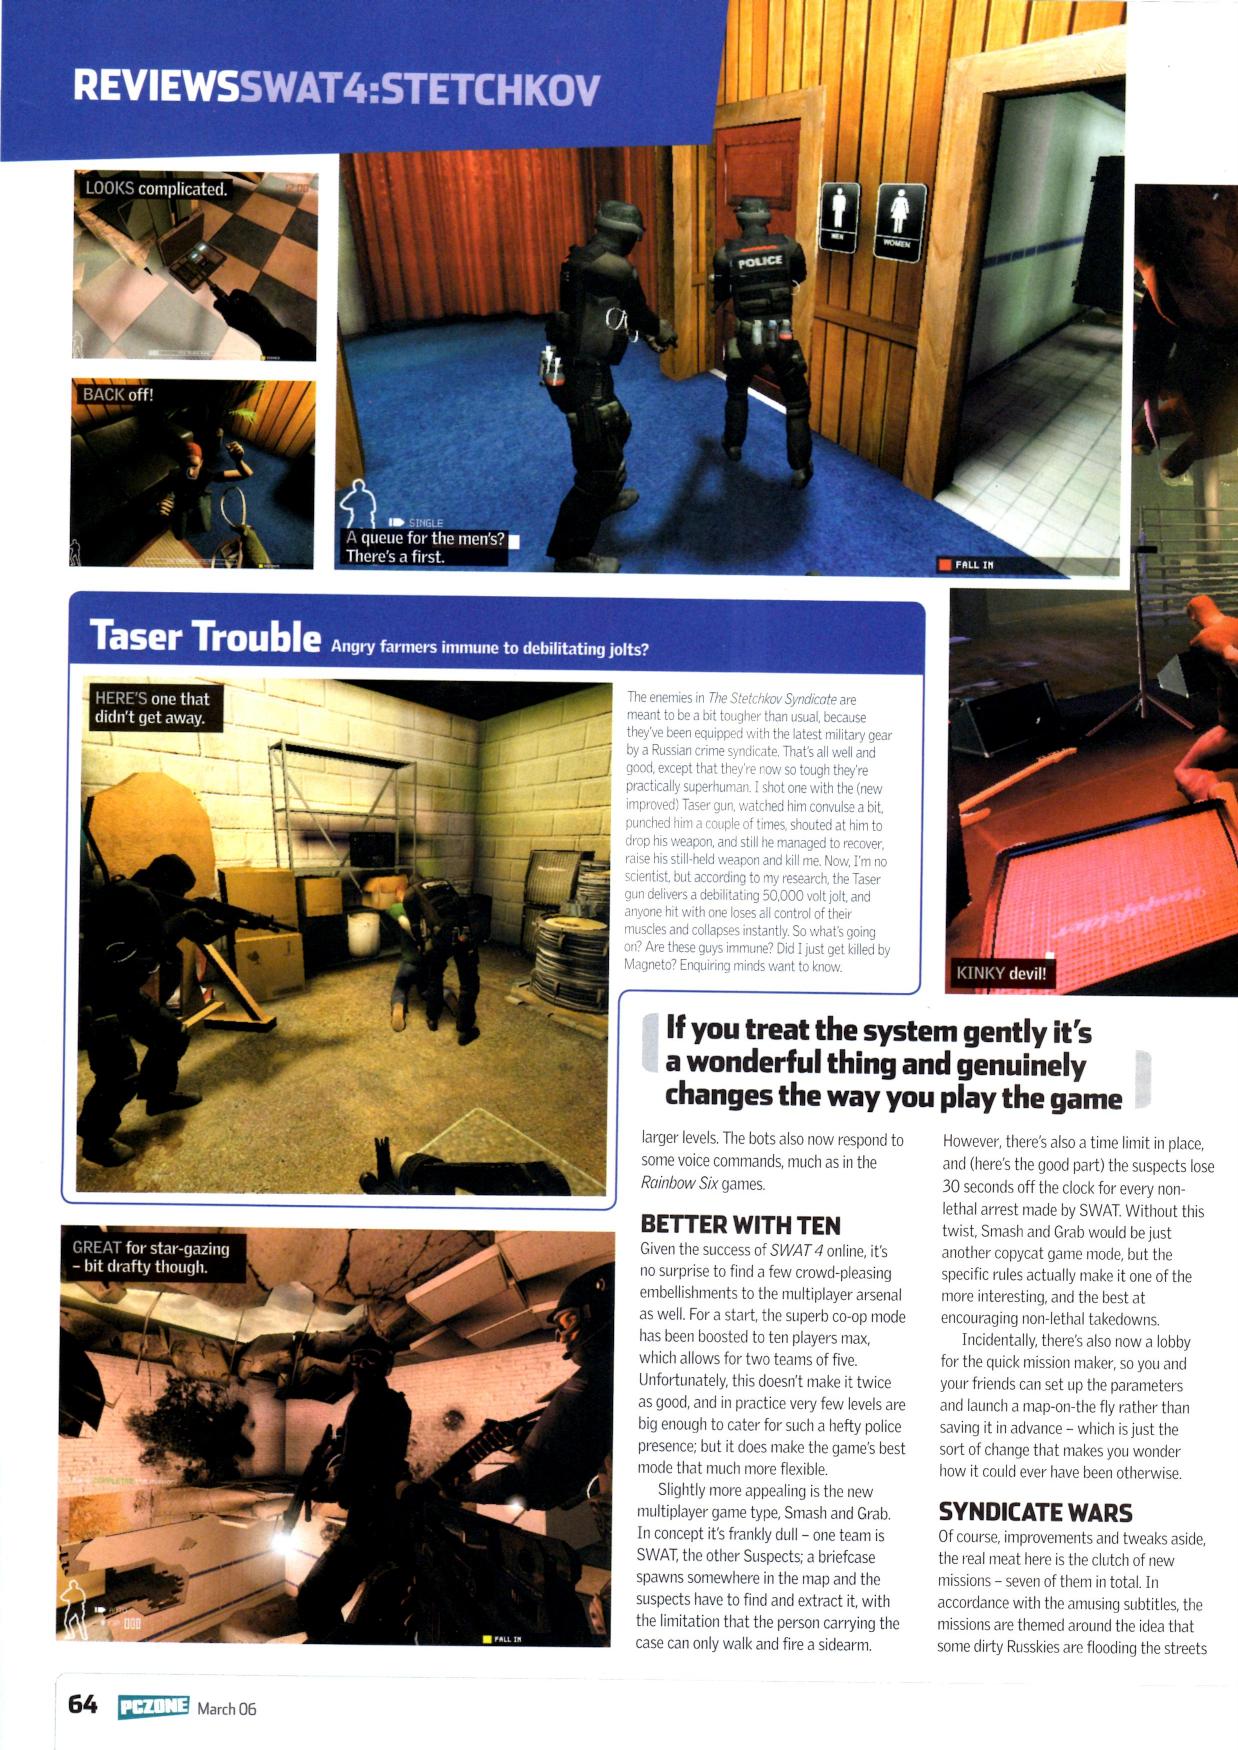 REVIEWSSWAT4:STETCHKOV
LOOKS complicated.
BACK off!
MEN
WOMEN
POLICE
SINGLE
A queue for the men's?
There's a first.
FALL IN
Taser Trouble Angry farmers immune to debilitating jolts?
HERE'S one that
didn't get away.
The enemies in The Stetchkov Syndicate are
meant to be a bit tougher than usual, because
they've been equipped with the latest military gear
by a Russian crime syndicate. That's all well and
good, except that they're now so tough they're
practically superhuman. I shot one with the (new
improved) Taser gun, watched him convulse a bit,
punched him a couple of times, shouted at him to
drop his weapon, and still he managed to recover,
raise his still-held weapon and kill me. Now, I'm no
scientist, but according to my research, the Taser
gun delivers a debilitating 50,000 volt jolt, and
anyone hit with one loses all control of their
muscles and collapses instantly. So what's going
on? Are these guys immune? Did I just get killed by
Magneto? Enquiring minds want to know.
KINKY devil!
If you treat the system gently it's
a wonderful thing and genuinely
changes the way you play the game
GREAT for star-gazing
– bit drafty though.
FALL IN
larger levels. The bots also now respond to
some voice commands, much as in the
Rainbow Six games.
BETTER WITH TEN
Given the success of SWAT 4 online, it's
no surprise to find a few crowd-pleasing
embellishments to the multiplayer arsenal
as well. For a start, the superb co-op mode
has been boosted to ten players max,
which allows for two teams of five.
Unfortunately, this doesn't make it twice
as good, and in practice very few levels are
big enough to cater for such a hefty police
presence; but it does make the game's best
mode that much more flexible.
Slightly more appealing is the new
multiplayer game type, Smash and Grab.
In concept it's frankly dull – one team is
SWAT, the other Suspects; a briefcase
spawns somewhere in the map and the
suspects have to find and extract it, with
the limitation that the person carrying the
case can only walk and fire a sidearm.
However, there's also a time limit in place,
and (here's the good part) the suspects lose
30 seconds off the clock for every non-
lethal arrest made by SWAT. Without this
twist, Smash and Grab would be just
another copycat game mode, but the
specific rules actually make it one of the
more interesting, and the best at
encouraging non-lethal takedowns.
Incidentally, there's also now a lobby
for the quick mission maker, so you and
your friends can set up the parameters
and launch a map-on-the fly rather than
saving it in advance – which is just the
sort of change that makes you wonder
how it could ever have been otherwise.
SYNDICATE WARS
Of course, improvements and tweaks aside,
the real meat here is the clutch of new
missions – seven of them in total. In
accordance with the amusing subtitles, the
missions are themed around the idea that
some dirty Russkies are flooding the streets
64 PCZONE March 06